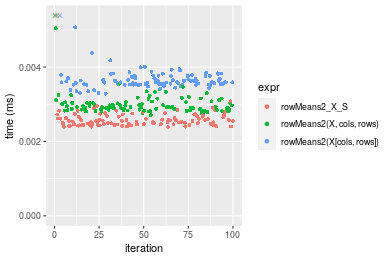 time (ms)
0.004
0.002
0.000
0
25
50
75
100
iteration
expr
rowMeans2_X_S
rowMeans2(X, cols, rows)
rowMeans2(X[cols, rows])